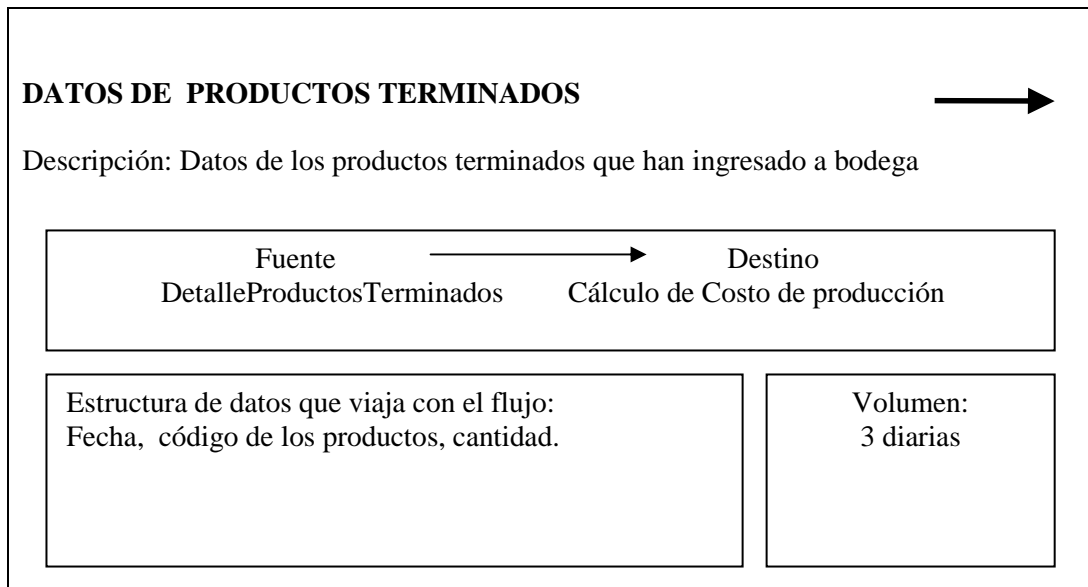 DATOS DE PRODUCTOS TERMINADOS
Descripción: Datos de los productos terminados que han ingresado a bodega
Fuente Destino
DetalleProductosTerminados Cálculo de Costo de producción
Estructura de datos que viaja con el flujo:
Fecha, código de los productos, cantidad.
Volumen:
3 diarias